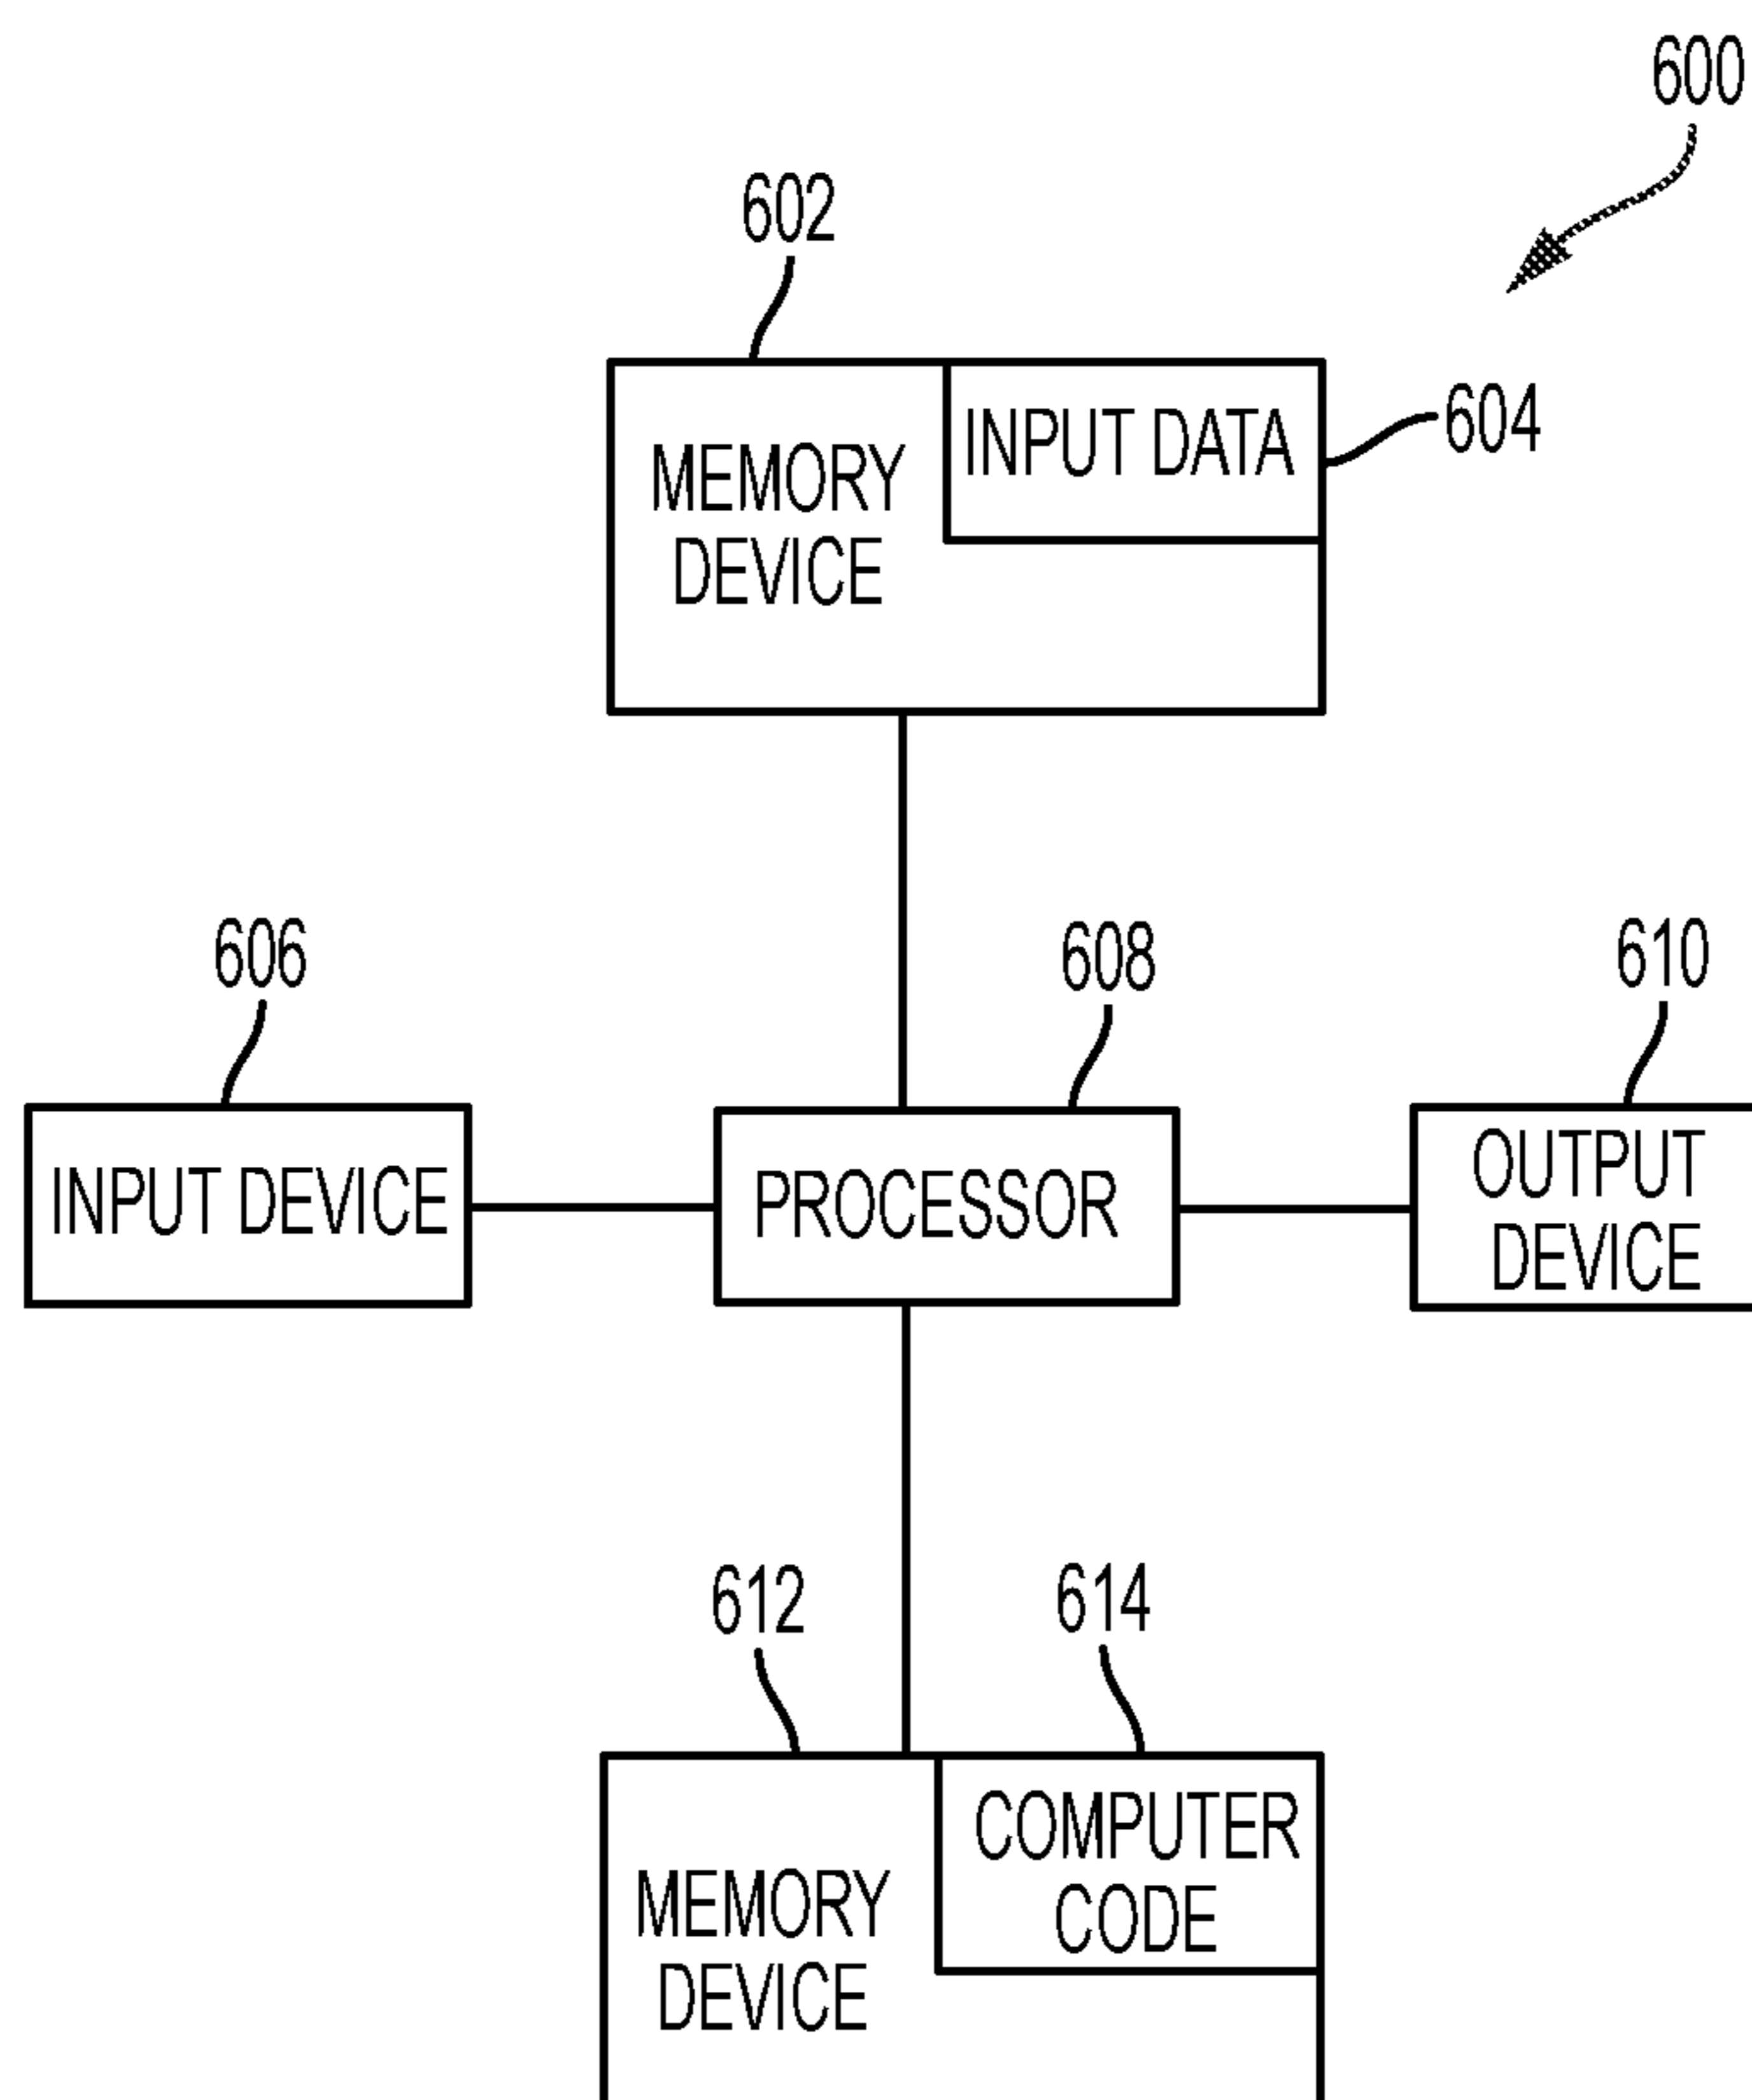 600
602
INPUT DATA
604
MEMORY
DEVICE
606
608
610
INPUT DEVICE
PROCESSOR
OUTPUT
DEVICE
612
614
COMPUTER
CODE
MEMORY
DEVICE